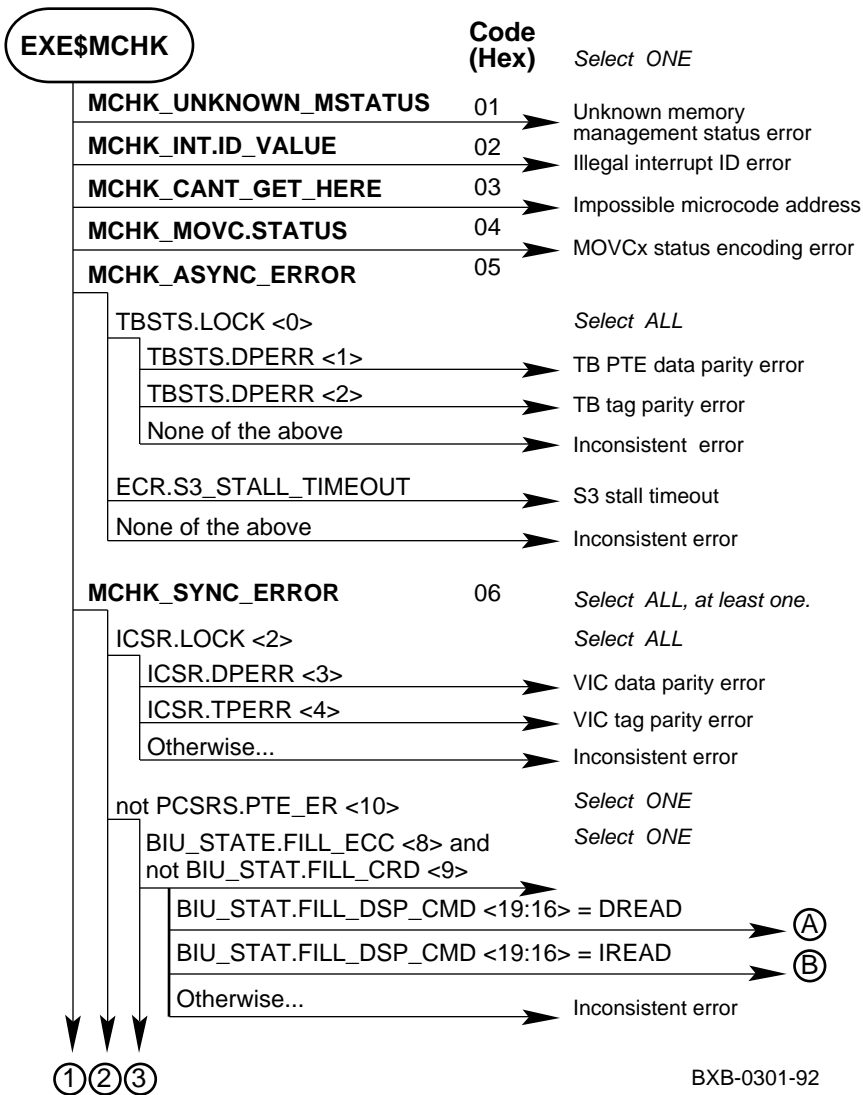 EXE$MCHK
Code
(Hex) Select ONE
MCHK_UNKNOWN_MSTATUS 01 Unknown memory
management status error
MCHK_INT.ID_VALUE 02 Illegal interrupt ID error
MCHK_CANT_GET_HERE 03 Impossible microcode address
MCHK_MOVC.STATUS 04 MOVCx status encoding error
MCHK_ASYNC_ERROR 05
TBSTS.LOCK <0> Select ALL
TBSTS.DPERR <1> TB PTE data parity error
TBSTS.DPERR <2> TB tag parity error
None of the above Inconsistent error
ECR.S3_STALL_TIMEOUT S3 stall timeout
None of the above Inconsistent error
MCHK_SYNC_ERROR 06 Select ALL, at least one.
ICSR.LOCK <2> Select ALL
ICSR.DPERR <3> VIC data parity error
ICSR.TPERR <4> VIC tag parity error
Otherwise... Inconsistent error
not PCSRS.PTE_ER <10> Select ONE
BIU_STATE.FILL_ECC <8> and Select ONE
not BIU_STAT.FILL_CRD <9>
BIU_STAT.FILL_DSP_CMD <19:16> = DREAD A
BIU_STAT.FILL_DSP_CMD <19:16> = IREAD B
Otherwise... Inconsistent error
1 2 3
BXB-0301-92